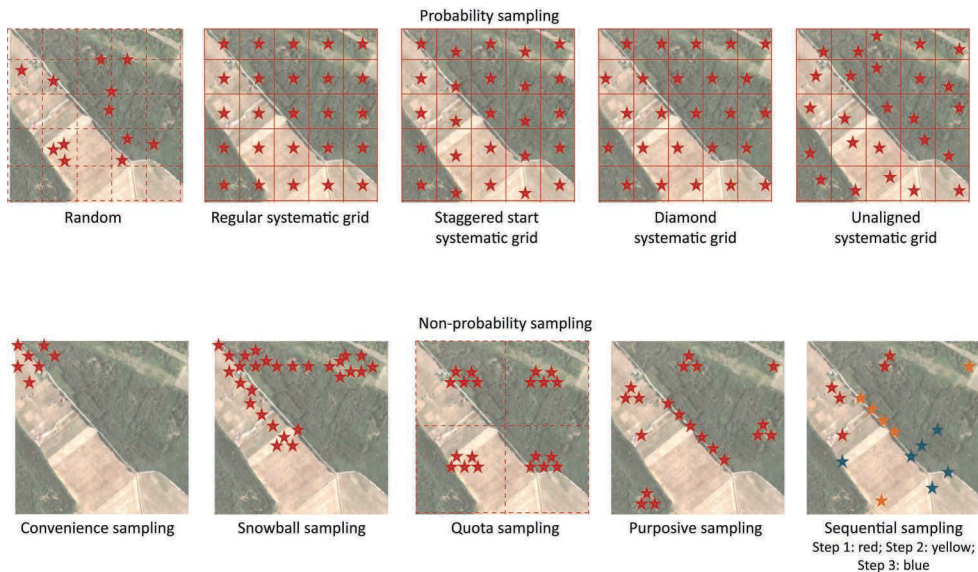 Probability sampling
Random
Regular systematic grid
Staggered start
systematic grid
Diamond
systematic grid
Unaligned
systematic grid
Non-probability sampling
Convenience sampling
Snowball sampling
Quota sampling
Purposive sampling
Sequential sampling
Step 1: red; Step 2: yellow;
Step 3: blue